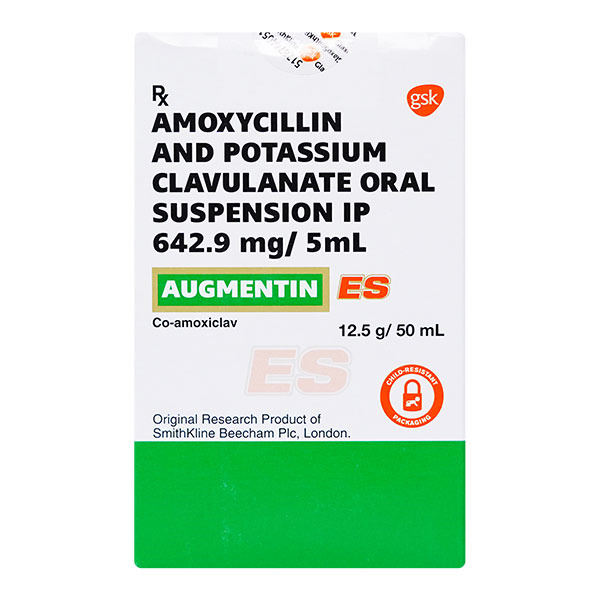 Rx
gsk
AMOXYCILLIN
AND POTASSIUM
CLAVULANATE ORAL
SUSPENSION IP
642.9 mg/ 5mL
AUGMENTIN ES
Co-amoxiclav
12.5 g/ 50 mL
ES
CHILD-RESISTANT
PACKAGING
Original Research Product of
SmithKline Beecham Plc, London.